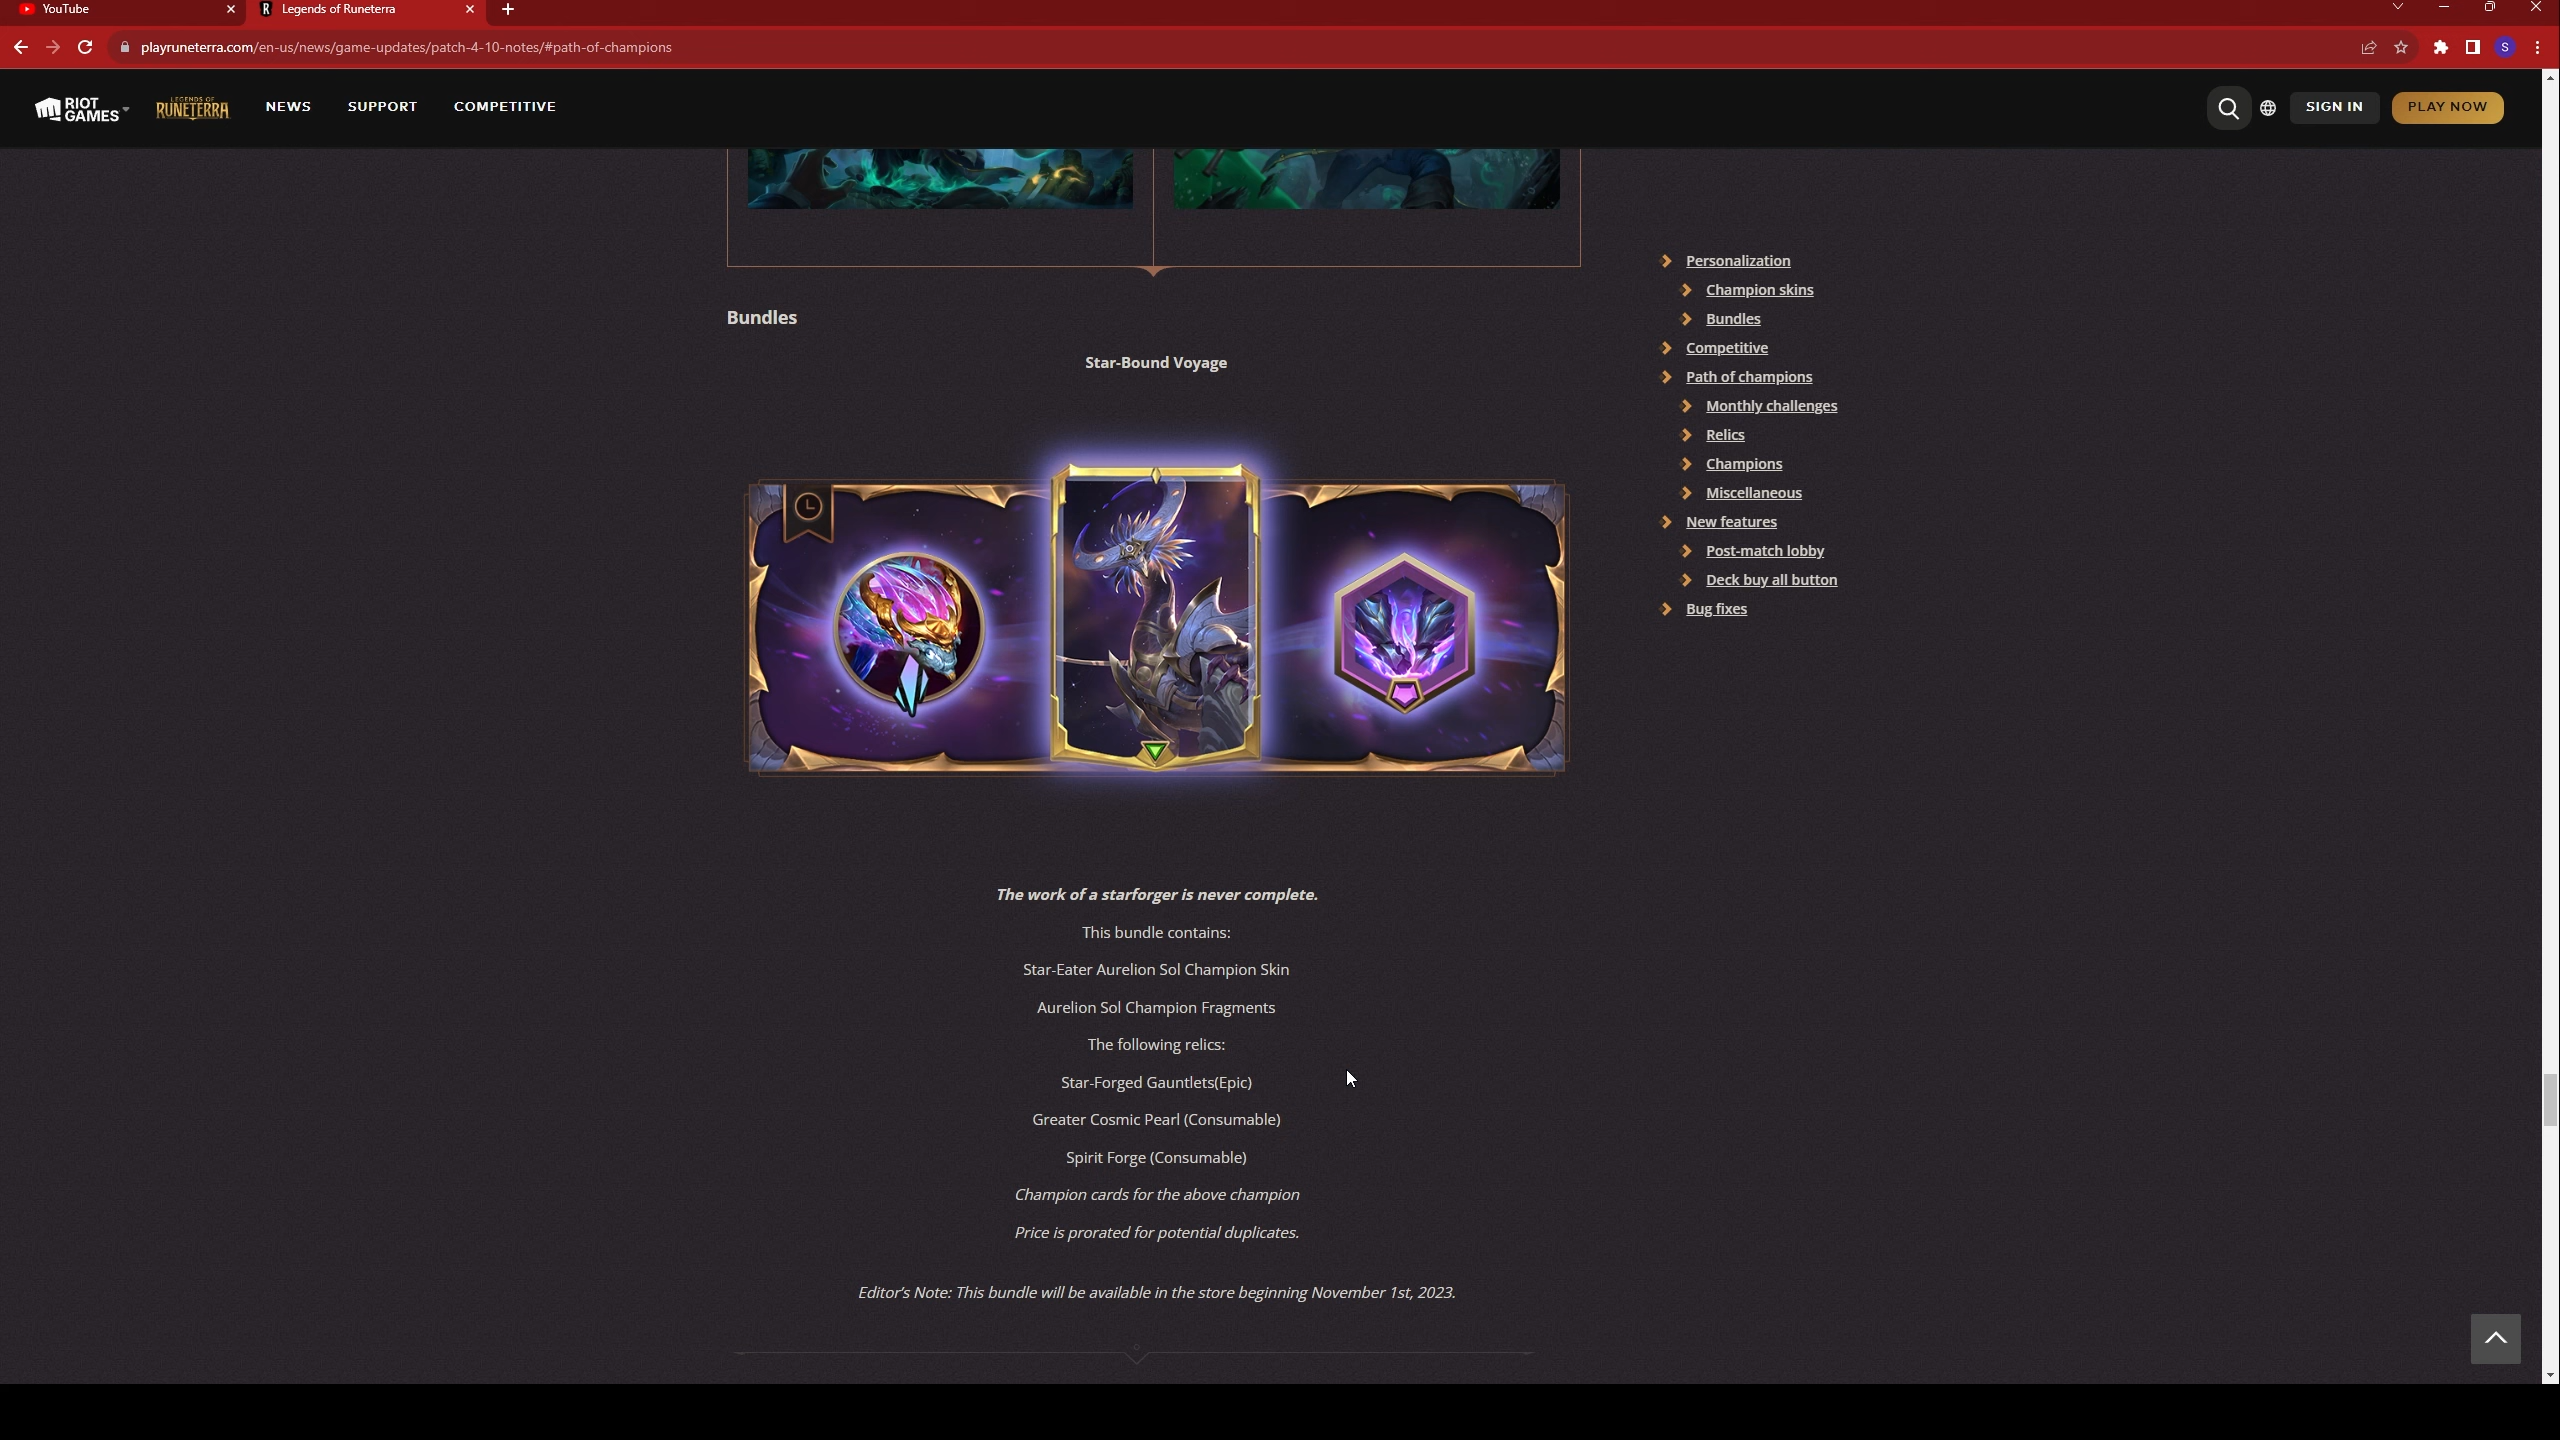 YouTube
Legends of Runeterra
playruneterra.com/en-us/news/game-updates/patch-4-10-notes/#path-of-champions
S
RIOT GAMES
LEGENDS OF RUNETERRA
NEWS
SUPPORT
COMPETITIVE
SIGN IN
PLAY NOW
Bundles
Star-Bound Voyage
The work of a starforger is never complete.
This bundle contains:
Star-Eater Aurelion Sol Champion Skin
Aurelion Sol Champion Fragments
The following relics:
Star-Forged Gauntlets(Epic)
Greater Cosmic Pearl (Consumable)
Spirit Forge (Consumable)
Champion cards for the above champion
Price is prorated for potential duplicates.
Editor's Note: This bundle will be available in the store beginning November 1st, 2023.
Personalization
Champion skins
Bundles
Competitive
Path of champions
Monthly challenges
Relics
Champions
Miscellaneous
New features
Post-match lobby
Deck buy all button
Bug fixes